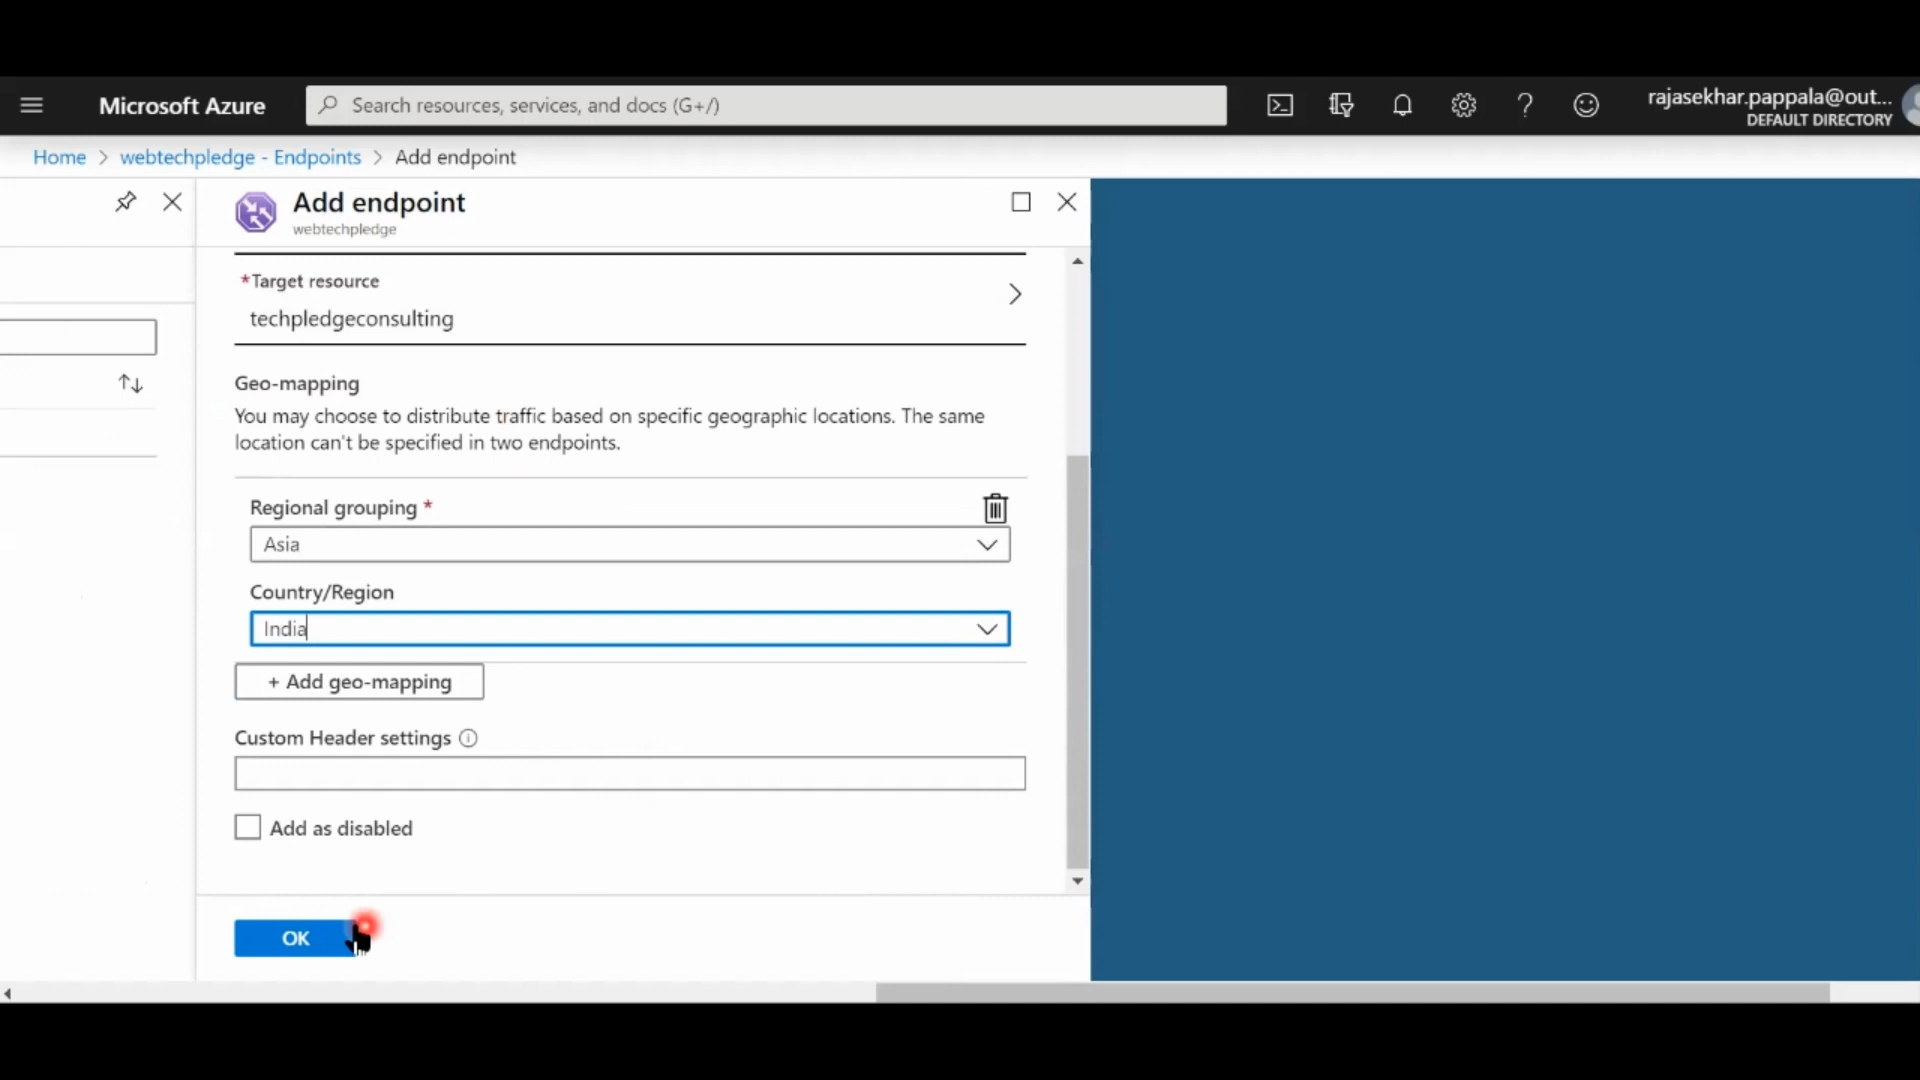 Microsoft Azure
Search resources, services, and docs (G+/)
rajasekhar.pappala@out...
DEFAULT DIRECTORY
Home > webtechpledge - Endpoints > Add endpoint
Add endpoint
webtechpledge
*Target resource
techpledgeconsulting
Geo-mapping
You may choose to distribute traffic based on specific geographic locations. The same
location can't be specified in two endpoints.
Regional grouping *
Asia
Country/Region
India
+ Add geo-mapping
Custom Header settings
Add as disabled
OK